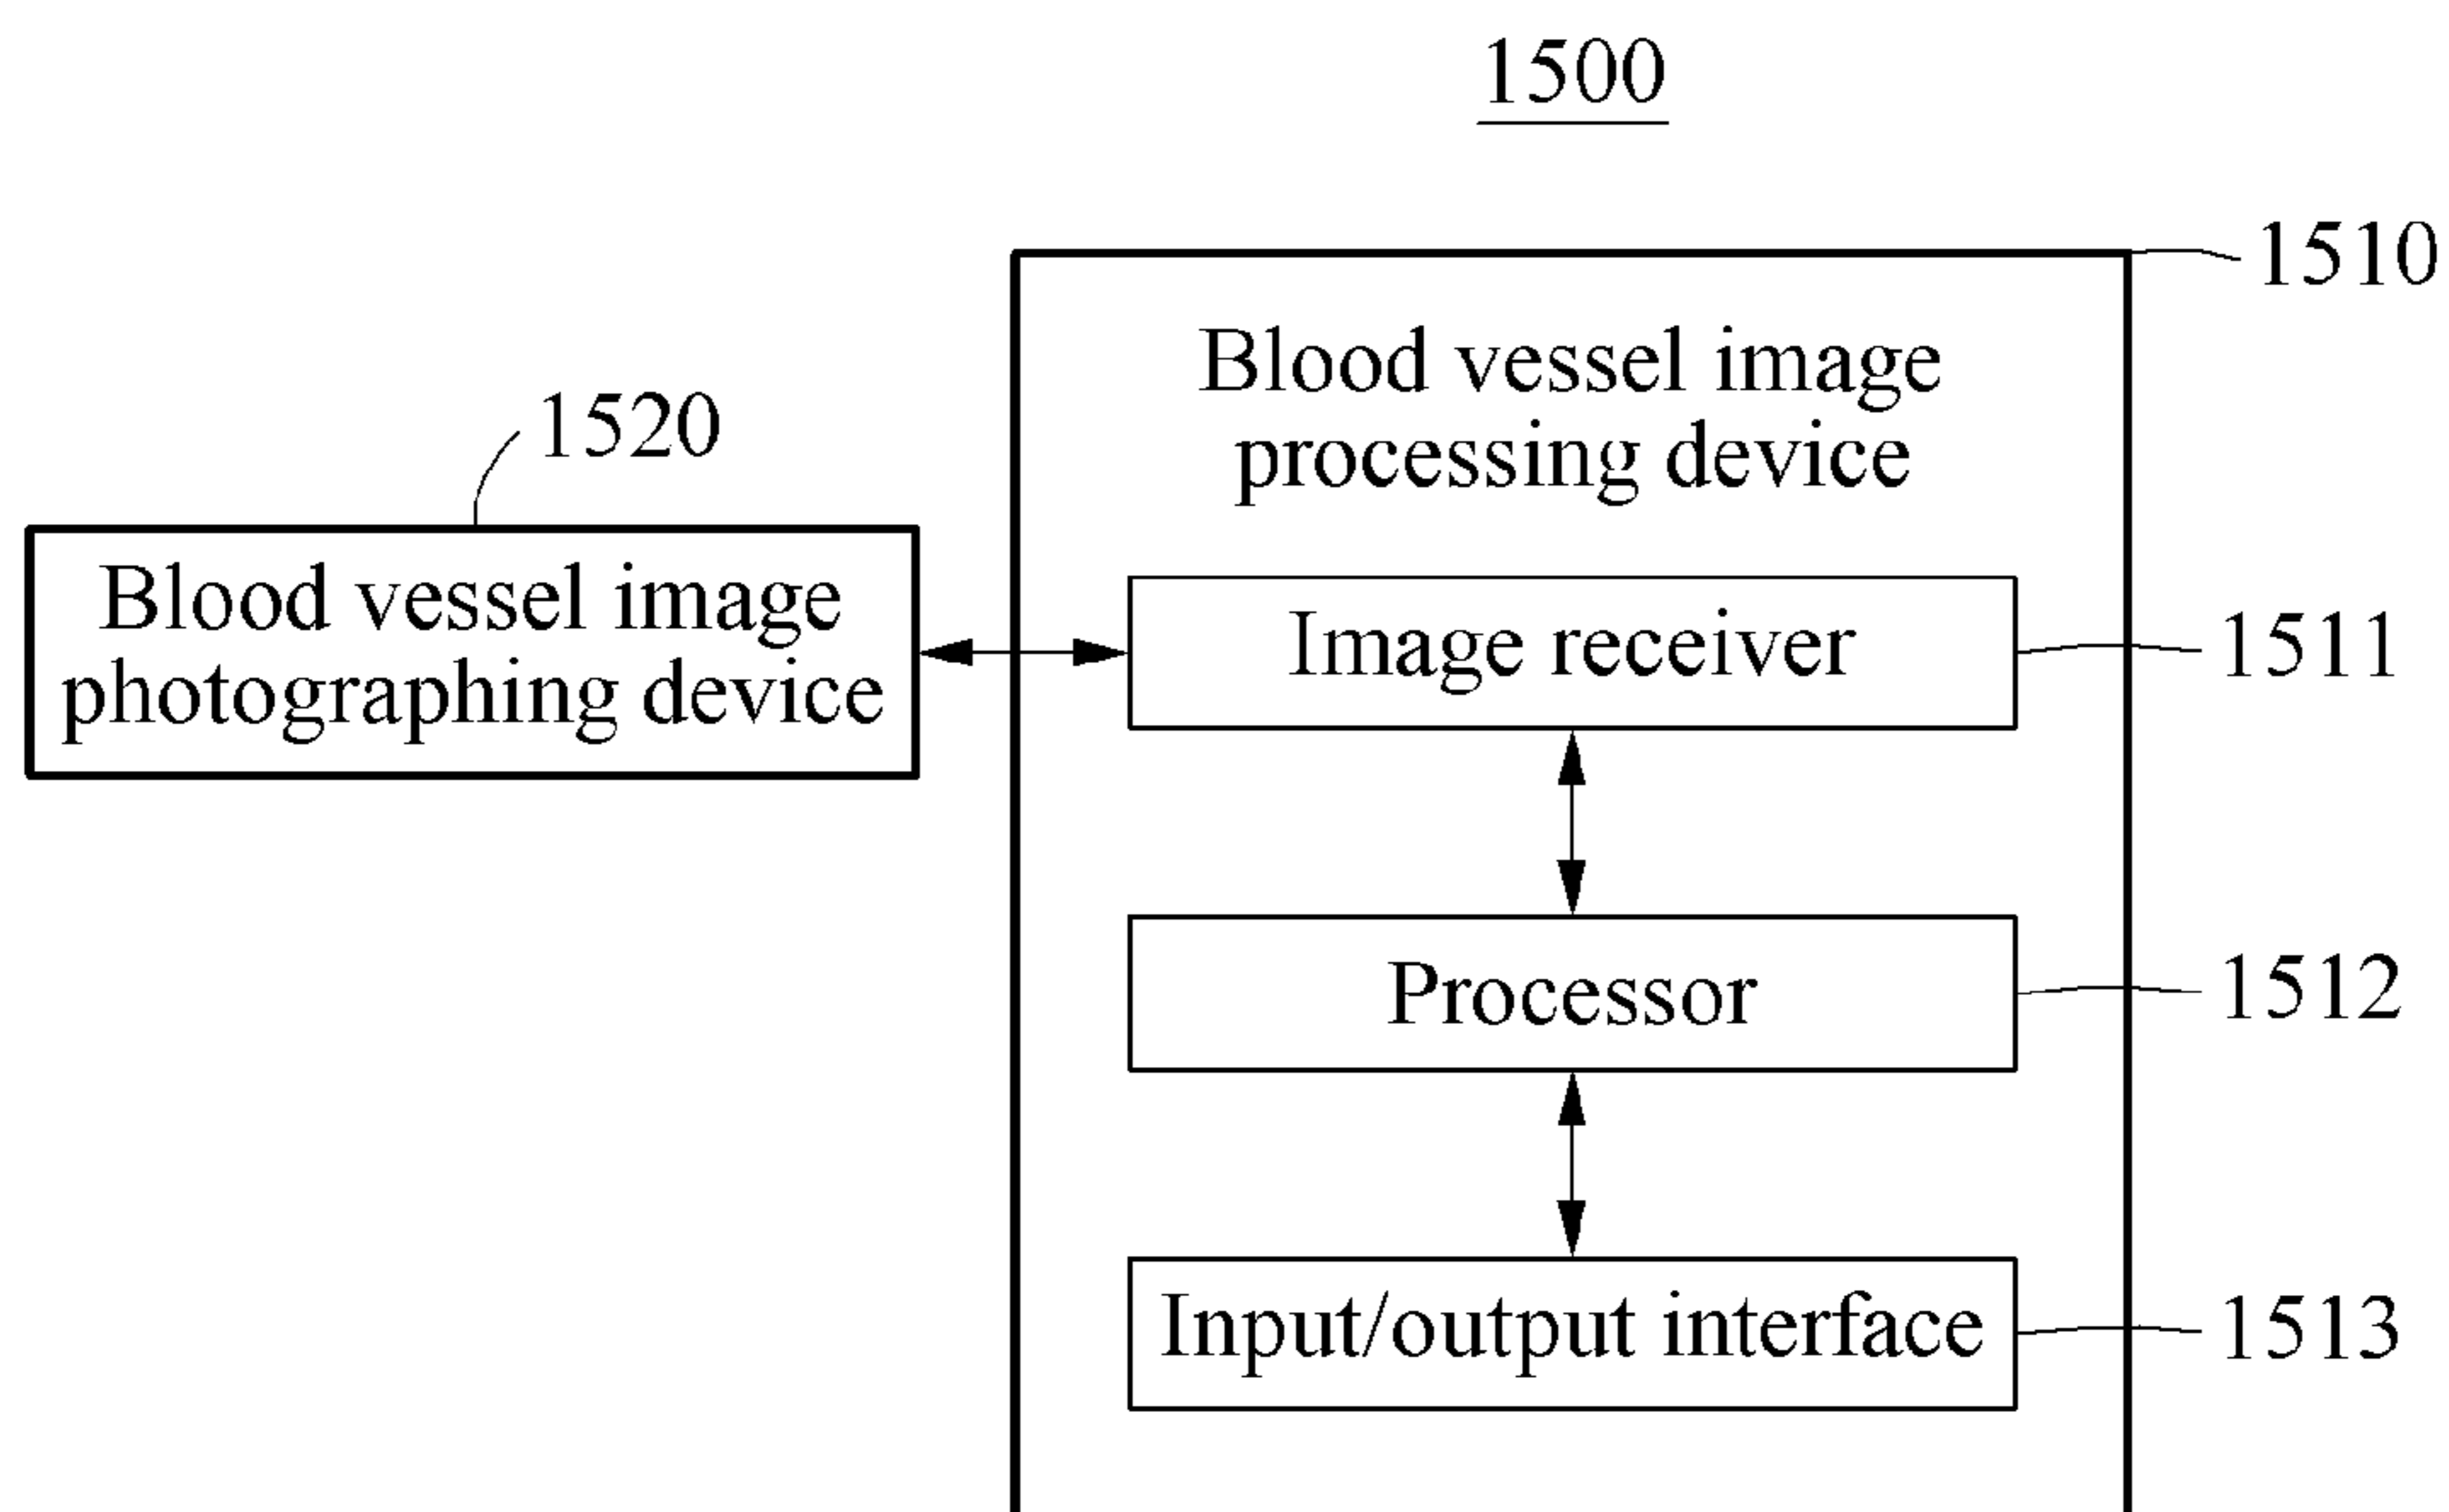 1500
1510
Blood vessel image
processing device
1520
Blood vessel image
photographing device
Image receiver
1511
Processor
1512
Input/output interface
1513